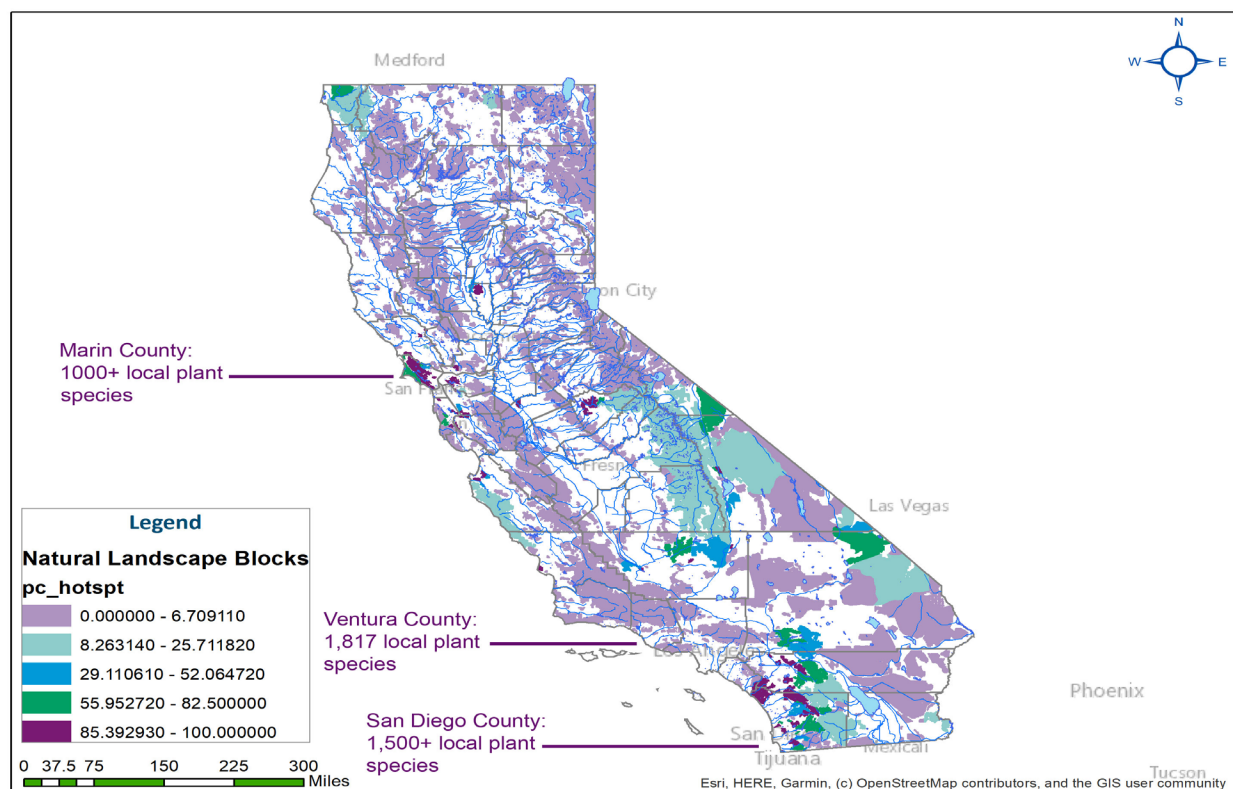 Medford
N
W
E
S
on City
Marin County:
1000+ local plant
species
San Fran
Fresn
Las Vegas
Legend
Natural Landscape Blocks
pc_hotspt
0.000000 - 6.709110
8.263140 - 25.711820
29.110610 - 52.064720
55.952720 - 82.500000
85.392930 - 100.000000
Ventura County:
1,817 local plant
species
Los Angeles
San Diego County:
1,500+ local plant
species
Phoenix
San Di
Mexicali
Tijuana
Tucson
0 37.5 75 150 225 300
Miles
Esri, HERE, Garmin, (c) OpenStreetMap contributors, and the GIS user community